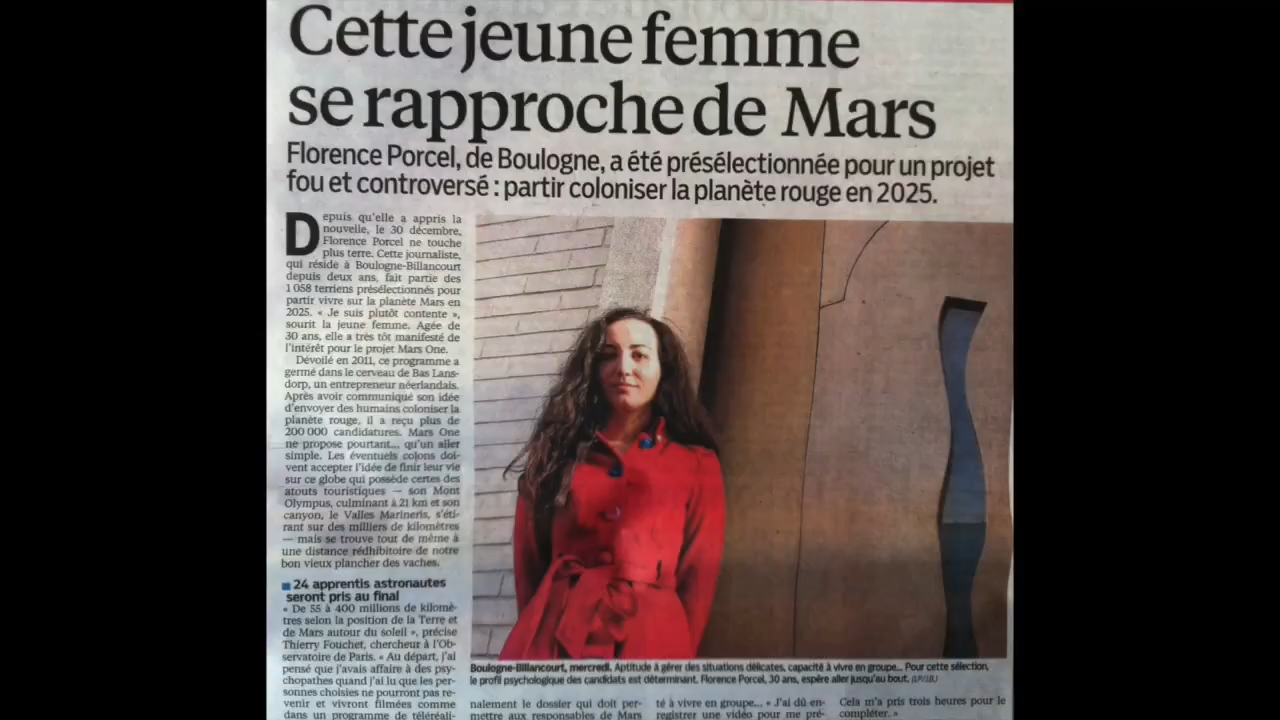 Cette jeune femme
se rapproche de Mars
Florence Porcel, de Boulogne, a été présélectionnée pour un projet
fou et controversé : partir coloniser la planète rouge en 2025.
Depuis qu'elle a appris la
nouvelle, le 30 décembre,
Florence Porcel ne touche
plus terre. Cette journaliste,
qui réside à Boulogne-Billancourt
depuis deux ans, fait partie des
1 058 terriens présélectionnés pour
partir vivre sur la planète Mars en
2025. « Je suis plutôt contente »,
sourit la jeune femme. Agée de
30 ans, elle a très tôt manifesté de
l'intérêt pour le projet Mars One.
Dévoilé en 2011, ce programme a
germé dans le cerveau de Bas Lans-
dorp, un entrepreneur néerlandais.
Après avoir communiqué son idée
d'envoyer des humains coloniser la
planète rouge, il a reçu plus de
200 000 candidatures. Mars One
ne propose pourtant... qu'un aller
simple. Les éventuels colons doi-
vent accepter l'idée de finir leur vie
sur ce globe qui possède certes des
atouts touristiques — son Mont
Olympus, culminant à 21 km et son
canyon, le Valles Marineris, s'éti-
rant sur des milliers de kilomètres
— mais se trouve tout de même à
une distance rédhibitoire de notre
bon vieux plancher des vaches.
24 apprentis astronautes
seront pris au final
« De 55 à 400 millions de kilomè-
tres selon la position de la Terre et
de Mars autour du soleil », précise
Thierry Fouchet, chercheur à l'Ob-
servatoire de Paris. « Au départ, j'ai
pensé que j'avais affaire à des psy-
chopathes quand j'ai lu que les per-
sonnes choisies ne pourront pas re-
venir et vivront filmées comme
dans un programme de téléréali-
Boulogne-Billancourt, mercredi. Aptitude à gérer des situations délicates, capacité à vivre en groupe... Pour cette sélection,
le profil psychologique des candidats est déterminant. Florence Porcel, 30 ans, espère aller jusqu'au bout.
nalement le dossier qui doit per-
mettre aux responsables de Mars
té à vivre en groupe... « J'ai dû en-
registrer une vidéo pour me pré-
Cela m'a pris trois heures pour le
compléter. »